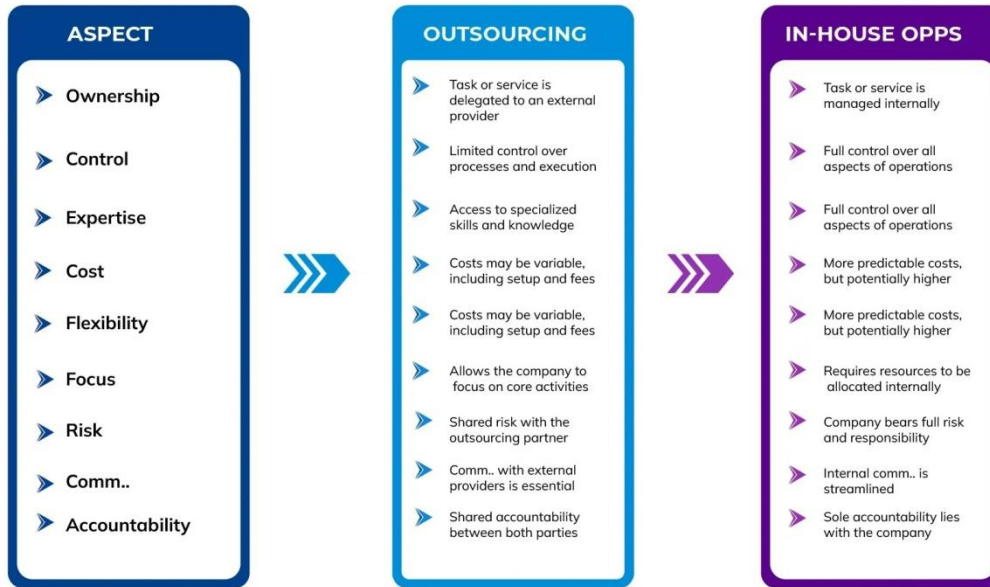 ASPECT
Ownership
Control
Expertise
Cost
Flexibility
Focus
Risk
Comm..
Accountability
OUTSOURCING
Task or service is
delegated to an external
provider
Limited control over
processes and execution
Access to specialized
skills and knowledge
Costs may be variable,
including setup and fees
Costs may be variable,
including setup and fees
Allows the company to
focus on core activities
Shared risk with the
outsourcing partner
Comm.. with external
providers is essential
Shared accountability
between both parties
IN-HOUSE OPPS
Task or service is
managed internally
Full control over all
aspects of operations
Full control over all
aspects of operations
More predictable costs,
but potentially higher
More predictable costs,
but potentially higher
Requires resources to be
allocated internally
Company bears full risk
and responsibility
Internal comm.. is
streamlined
Sole accountability lies
with the company